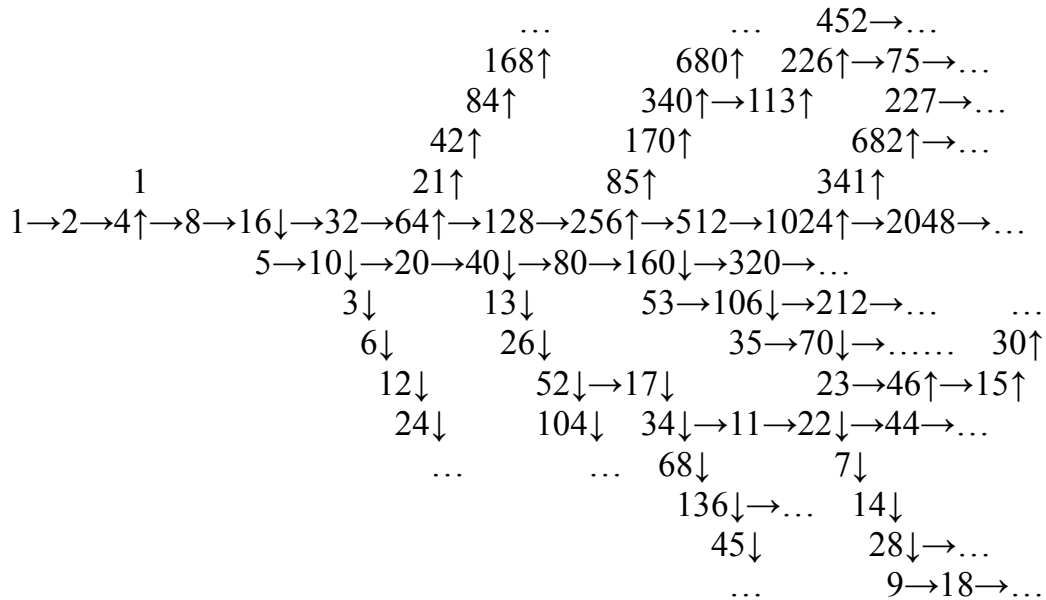 … … 452→…
168↑ 680↑ 226↑→75→…
84↑ 340↑→113↑ 227→…
42↑ 170↑ 682↑→…
1 21↑ 85↑ 341↑
1→2→4↑→8→16↓→32→64↑→128→256↑→512→1024↑→2048→…
5→10↓→20→40↓→80→160↓→320→…
3↓ 13↓ 53→106↓→212→… …
6↓ 26↓ 35→70↓→…… 30↑
12↓ 52↓→17↓ 23→46↑→15↑
24↓ 104↓ 34↓→11→22↓→44→…
… … 68↓ 7↓
136↓→… 14↓
45↓ 28↓→…
… 9→18→…